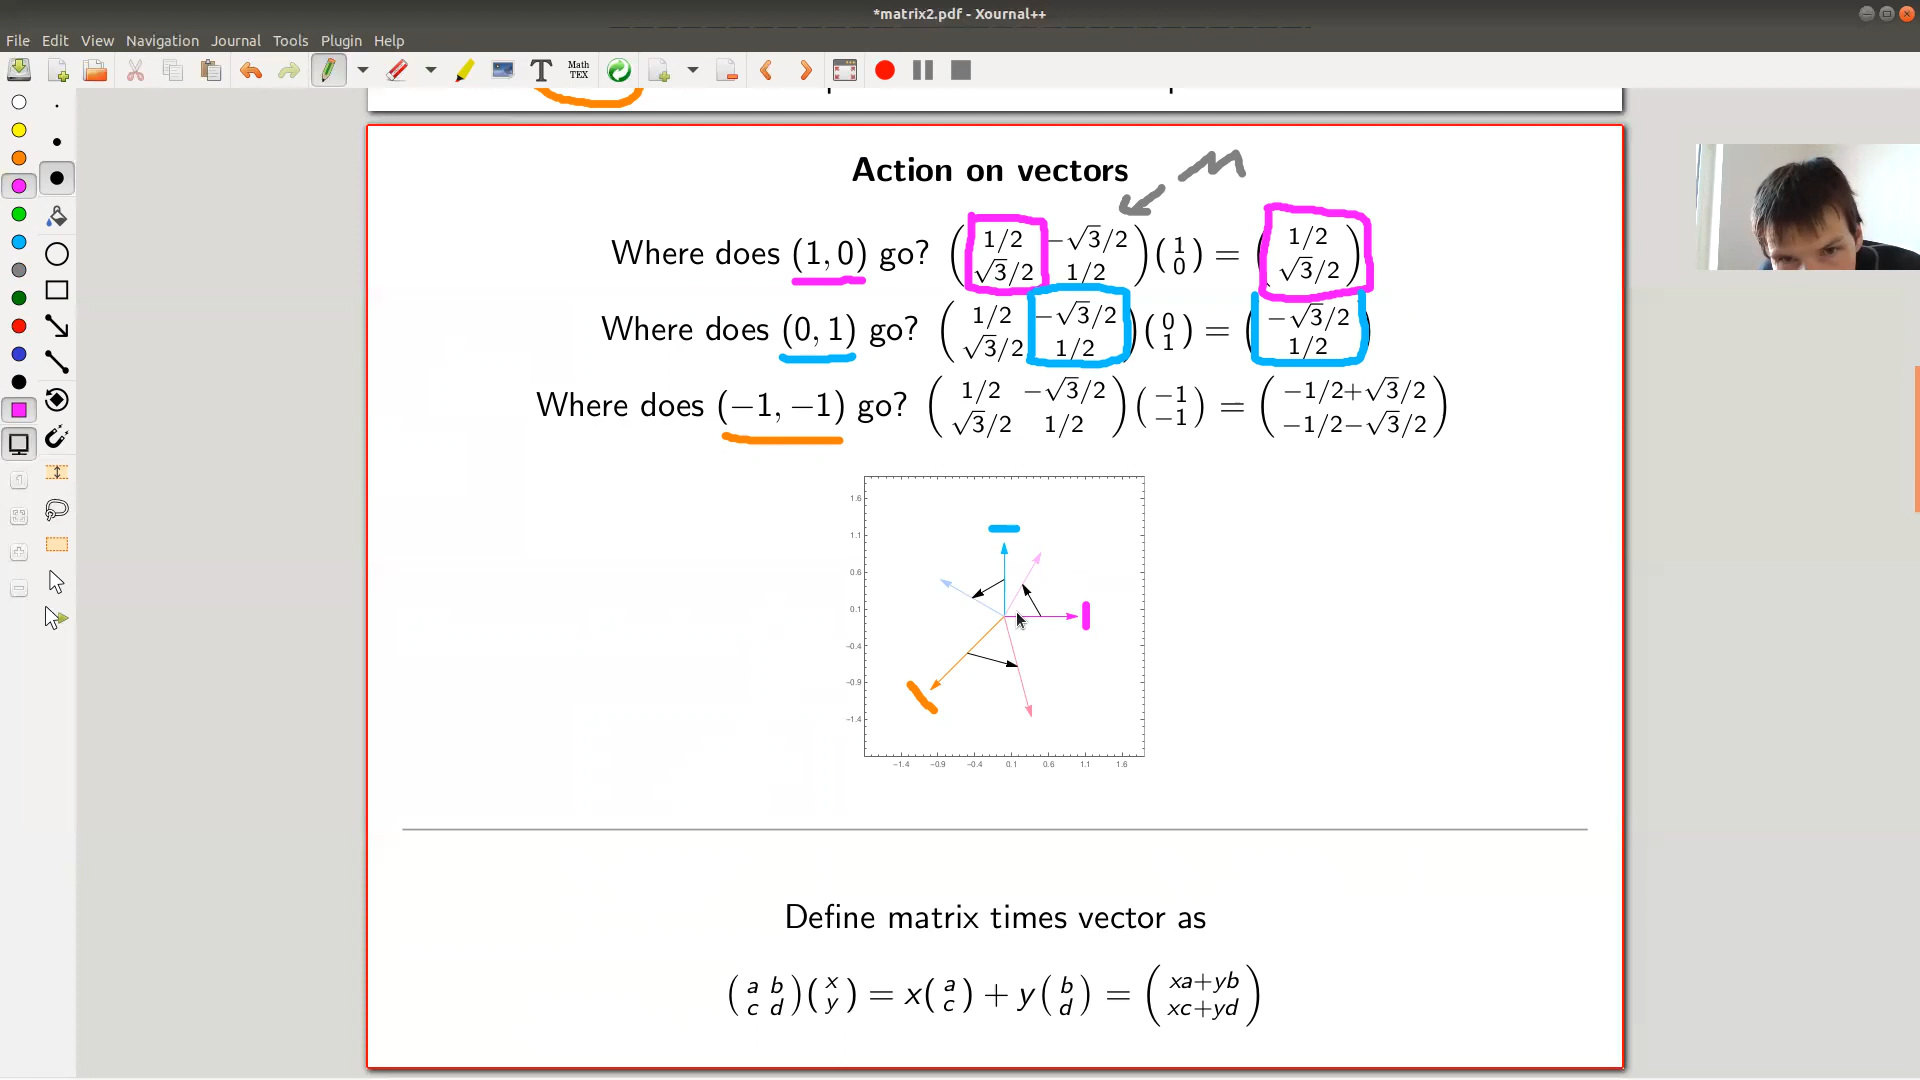 *matrix2.pdf - Xournal++
File Edit View Navigation Journal Tools Plugin Help
T Math TEX
Action on vectors
M
Where does (1, 0) go? ( 1/2 −√3/2 √3/2 1/2 ) ( 1 0 ) = ( 1/2 √3/2 )
Where does (0, 1) go? ( 1/2 −√3/2 √3/2 1/2 ) ( 0 1 ) = ( −√3/2 1/2 )
Where does (−1, −1) go? ( 1/2 −√3/2 √3/2 1/2 ) ( −1 −1 ) = ( −1/2+√3/2 −1/2−√3/2 )
1.6
1.1
0.6
0.1
−0.4
−0.9
−1.4
−1.4 −0.9 −0.4 0.1 0.6 1.1 1.6
Define matrix times vector as
( a b c d ) ( x y ) = x ( a c ) + y ( b d ) = ( xa+yb xc+yd )